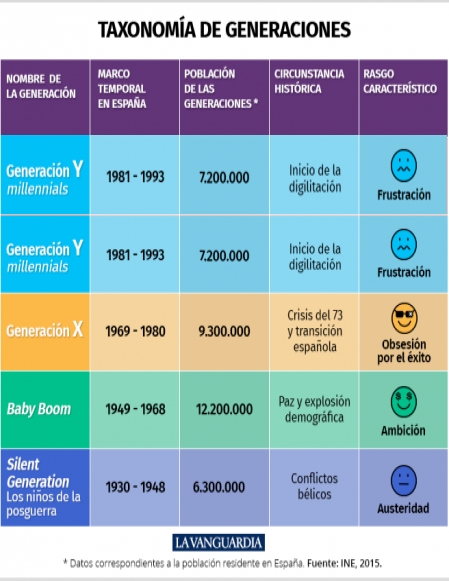 TAXONOMÍA DE GENERACIONES
NOMBRE DE
LA GENERACIÓN
MARCO
TEMPORAL
EN ESPAÑA
POBLACIÓN
DE LAS
GENERACIONES *
CIRCUNSTANCIA
HISTÓRICA
RASGO
CARACTERÍSTICO
Generación Y
millennials
1981 - 1993
7.200.000
Inicio de la
digilitación
Frustración
Generación Y
millennials
1981 - 1993
7.200.000
Inicio de la
digilitación
Frustración
Generación X
1969 - 1980
9.300.000
Crisis del 73
y transición
española
Obsesión
por el éxito
Baby Boom
1949 - 1968
12.200.000
Paz y explosión
demográfica
Ambición
Silent
Generation
Los niños de la
posguerra
1930 - 1948
6.300.000
Conflictos
bélicos
Austeridad
LA VANGUARDIA
* Datos correspondientes a la población residente en España. Fuente: INE, 2015.